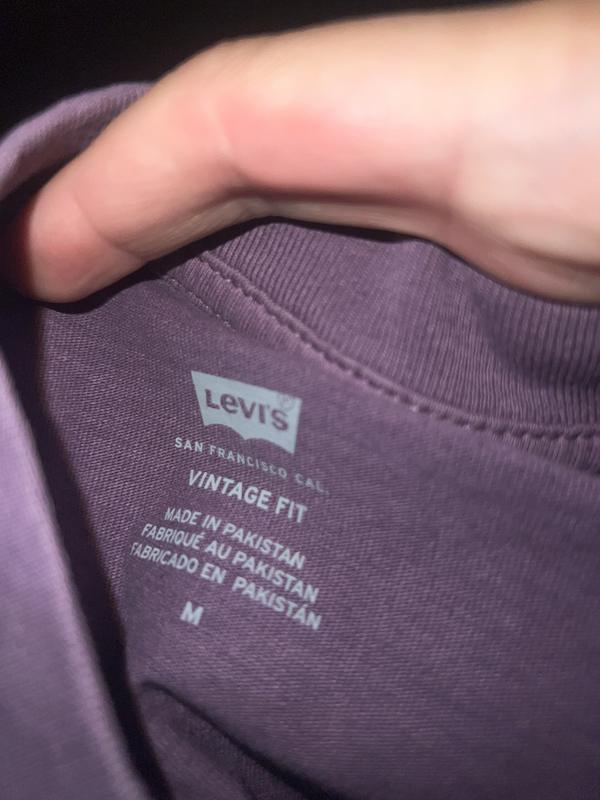 Levi's®
SAN FRANCISCO CAL.
VINTAGE FIT
MADE IN PAKISTAN
FABRIQUÉ AU PAKISTAN
FABRICADO EN PAKISTÁN
M